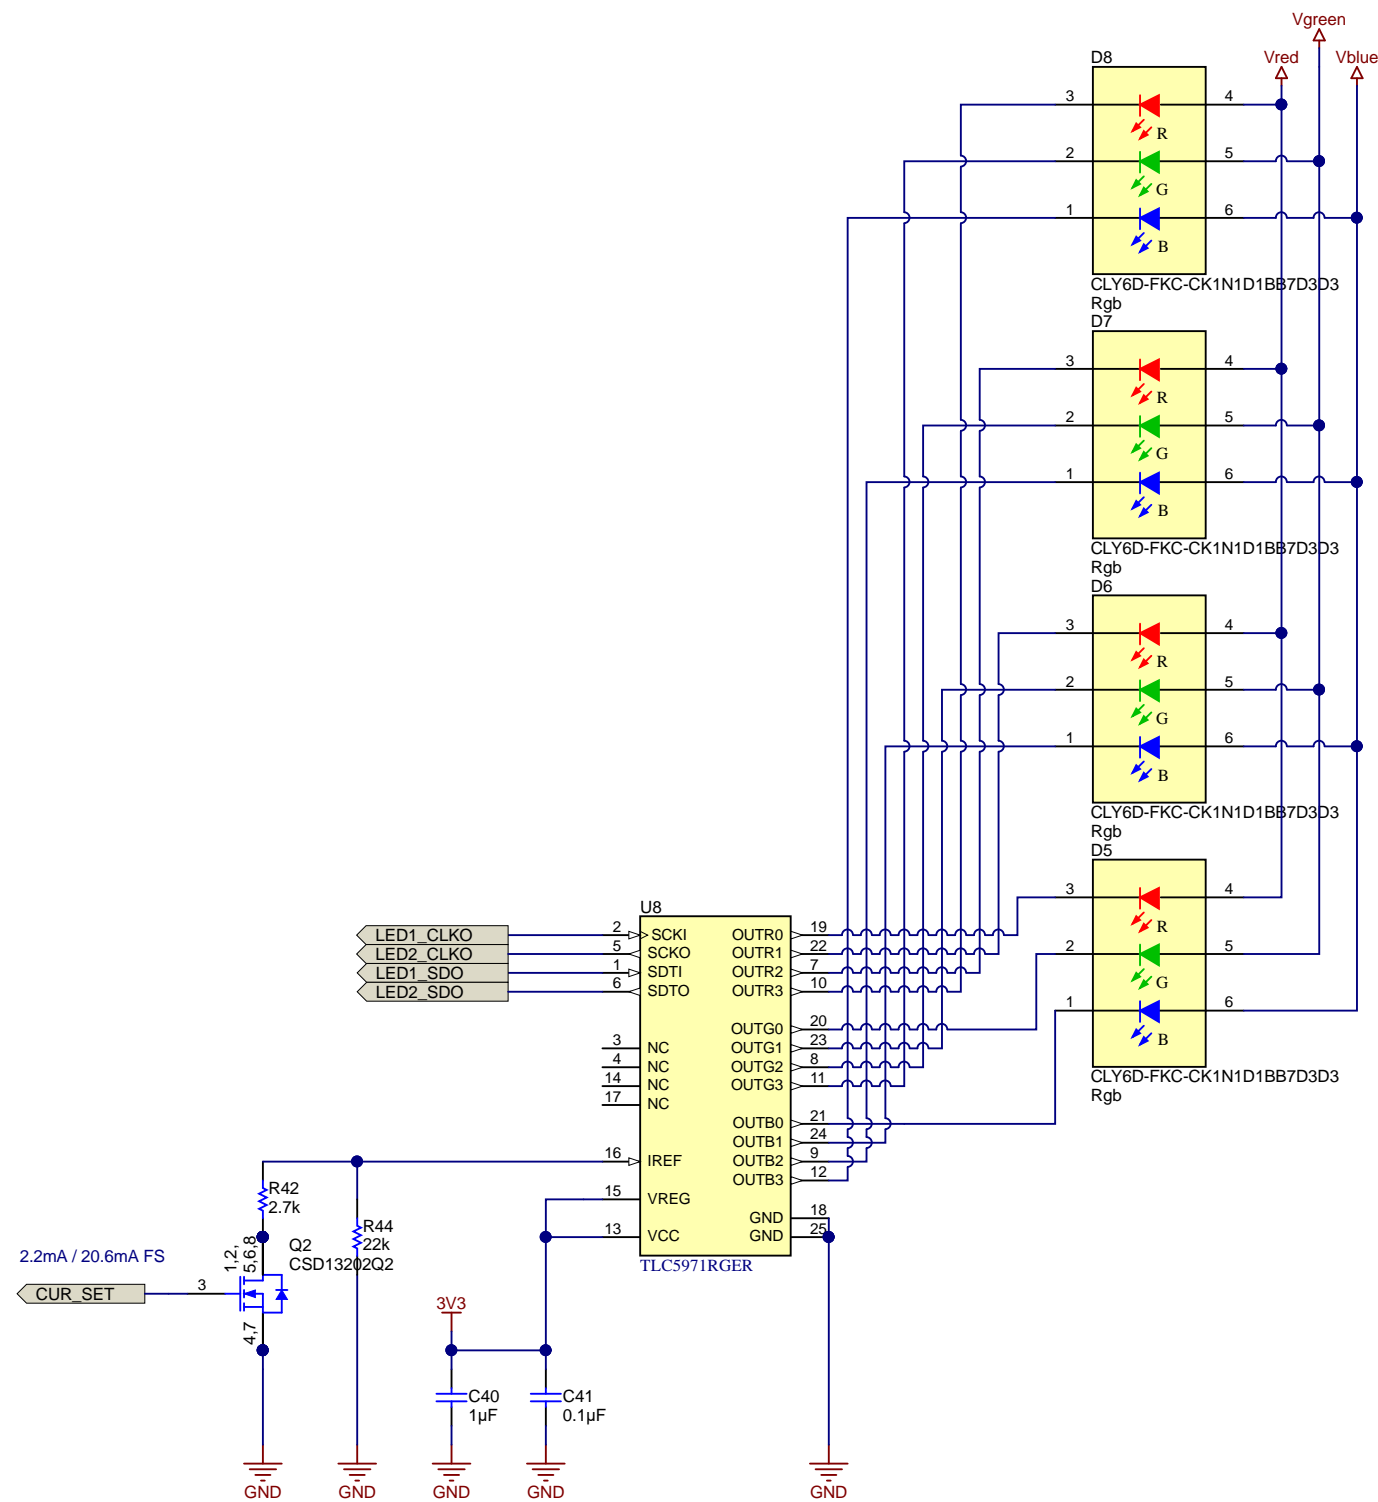 Vgreen
Vred
Vblue
D8
3
R
4
2
G
5
1
B
6
CLY6D-FKC-CK1N1D1BB7D3D3
Rgb
D7
3
R
4
2
G
5
1
B
6
CLY6D-FKC-CK1N1D1BB7D3D3
Rgb
D6
3
R
4
2
G
5
1
B
6
CLY6D-FKC-CK1N1D1BB7D3D3
Rgb
D5
3
R
4
2
G
5
1
B
6
CLY6D-FKC-CK1N1D1BB7D3D3
Rgb
U8
LED1_CLKO 2 SCKI OUTR0 19
LED2_CLKO 5 SCKO OUTR1 22
LED1_SDO 1 SDTI OUTR2 7
LED2_SDO 6 SDTO OUTR3 10
OUTG0 20
3 NC OUTG1 23
4 NC OUTG2 8
14 NC OUTG3 11
17 NC
OUTB0 21
OUTB1 24
16 IREF OUTB2 9
OUTB3 12
15 VREG
GND 18
13 VCC GND 25
TLC5971RGER
R42
2.7k
R44
22k
Q2
CSD13202Q2
1,2,
5,6,8
2.2mA / 20.6mA FS
CUR_SET
3
4,7
3V3
C40
1µF
C41
0.1µF
GND
GND
GND
GND
GND